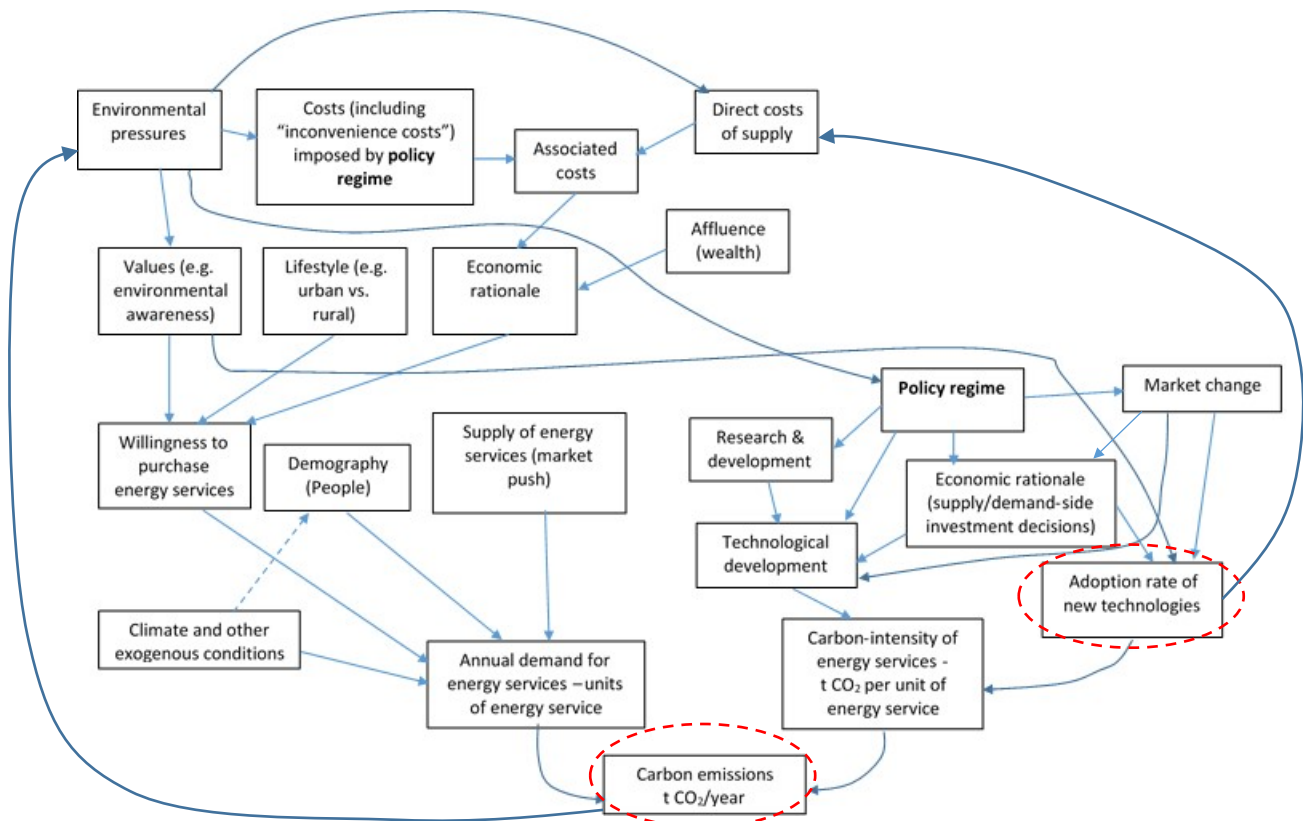 Environmental
pressures
Costs (including
“inconvenience costs”)
imposed by policy
regime
Direct costs
of supply
Associated
costs
Affluence
(wealth)
Values (e.g.
environmental
awareness)
Lifestyle (e.g.
urban vs.
rural)
Economic
rationale
Policy regime
Market change
Willingness to
purchase
energy services
Demography
(People)
Supply of energy
services (market
push)
Research &
development
Economic rationale
(supply/demand-side
investment decisions)
Technological
development
Adoption rate of
new technologies
Climate and other
exogenous conditions
Annual demand for
energy services – units
of energy service
Carbon-intensity of
energy services -
t CO₂ per unit of
energy service
Carbon emissions
t CO₂/year